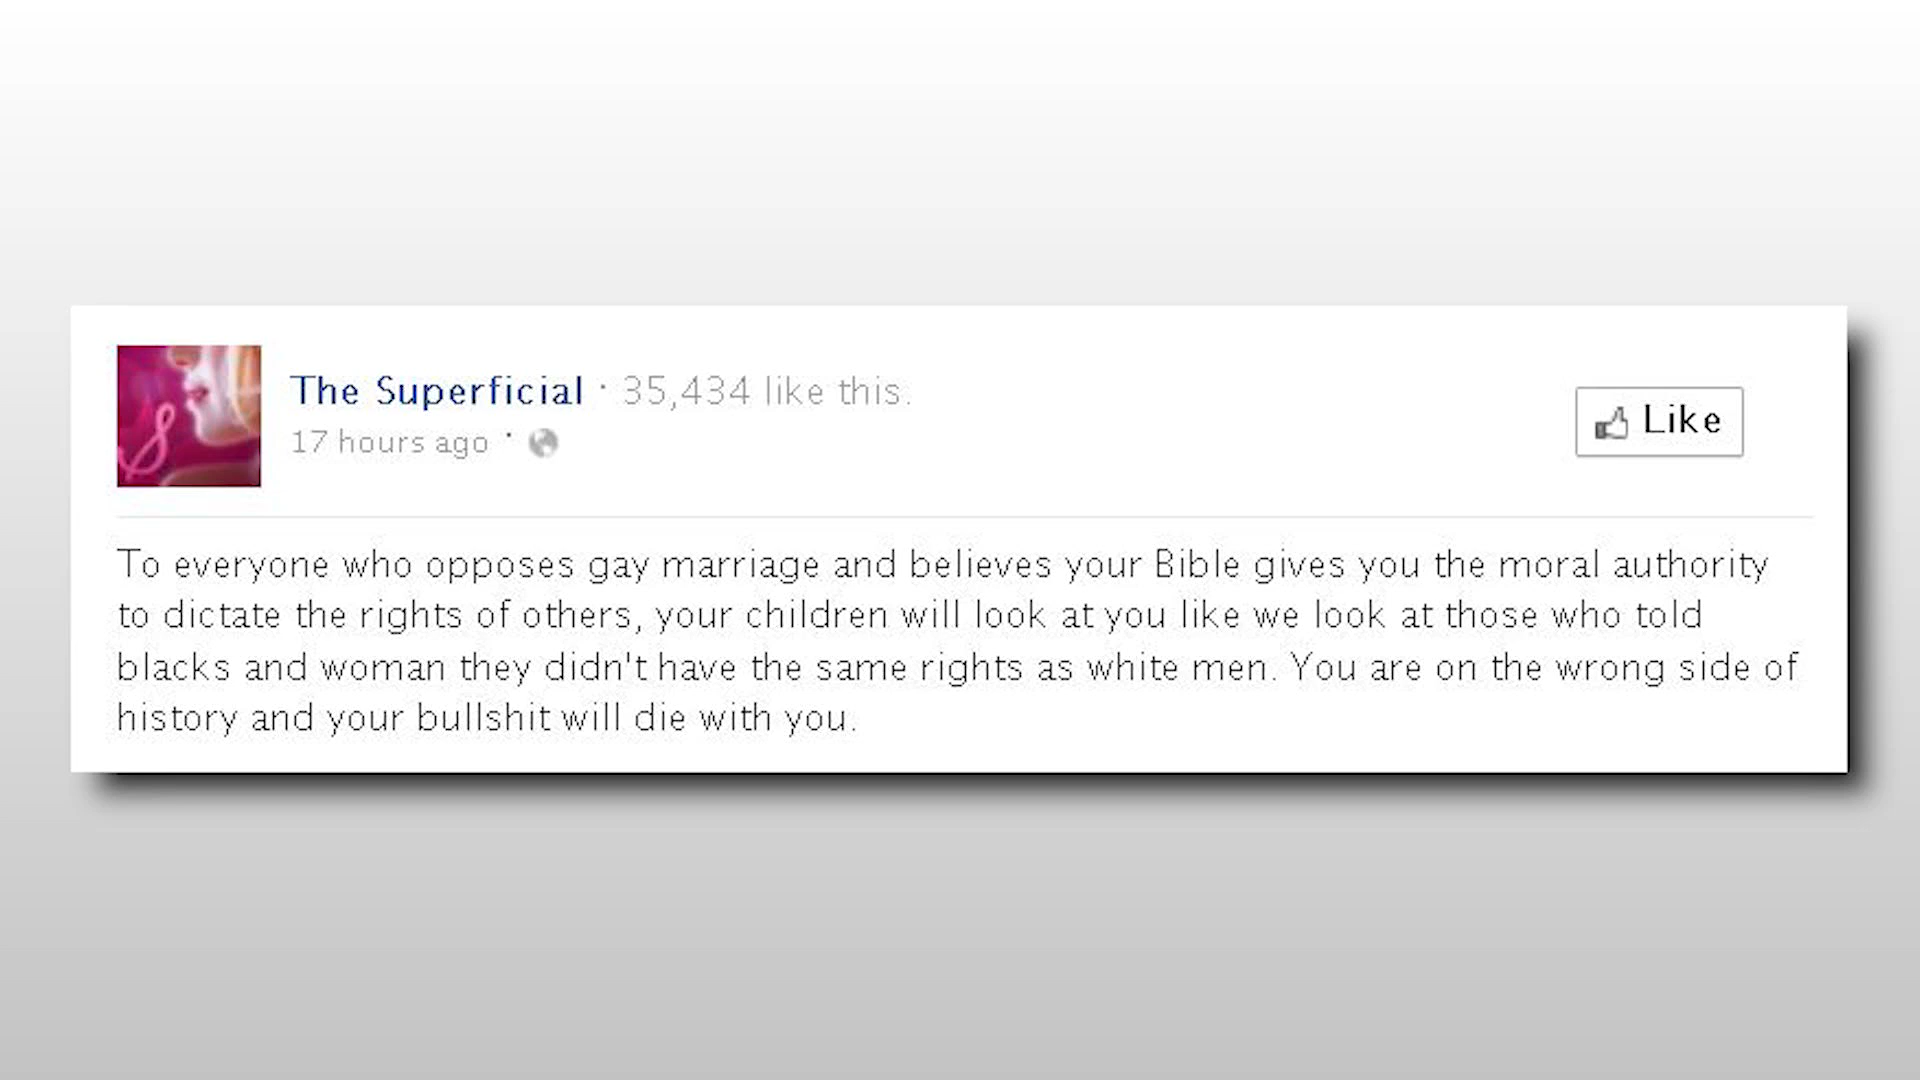 The Superficial · 35,434 like this.
17 hours ago ·
Like
To everyone who opposes gay marriage and believes your Bible gives you the moral authority
to dictate the rights of others, your children will look at you like we look at those who told
blacks and woman they didn't have the same rights as white men. You are on the wrong side of
history and your bullshit will die with you.